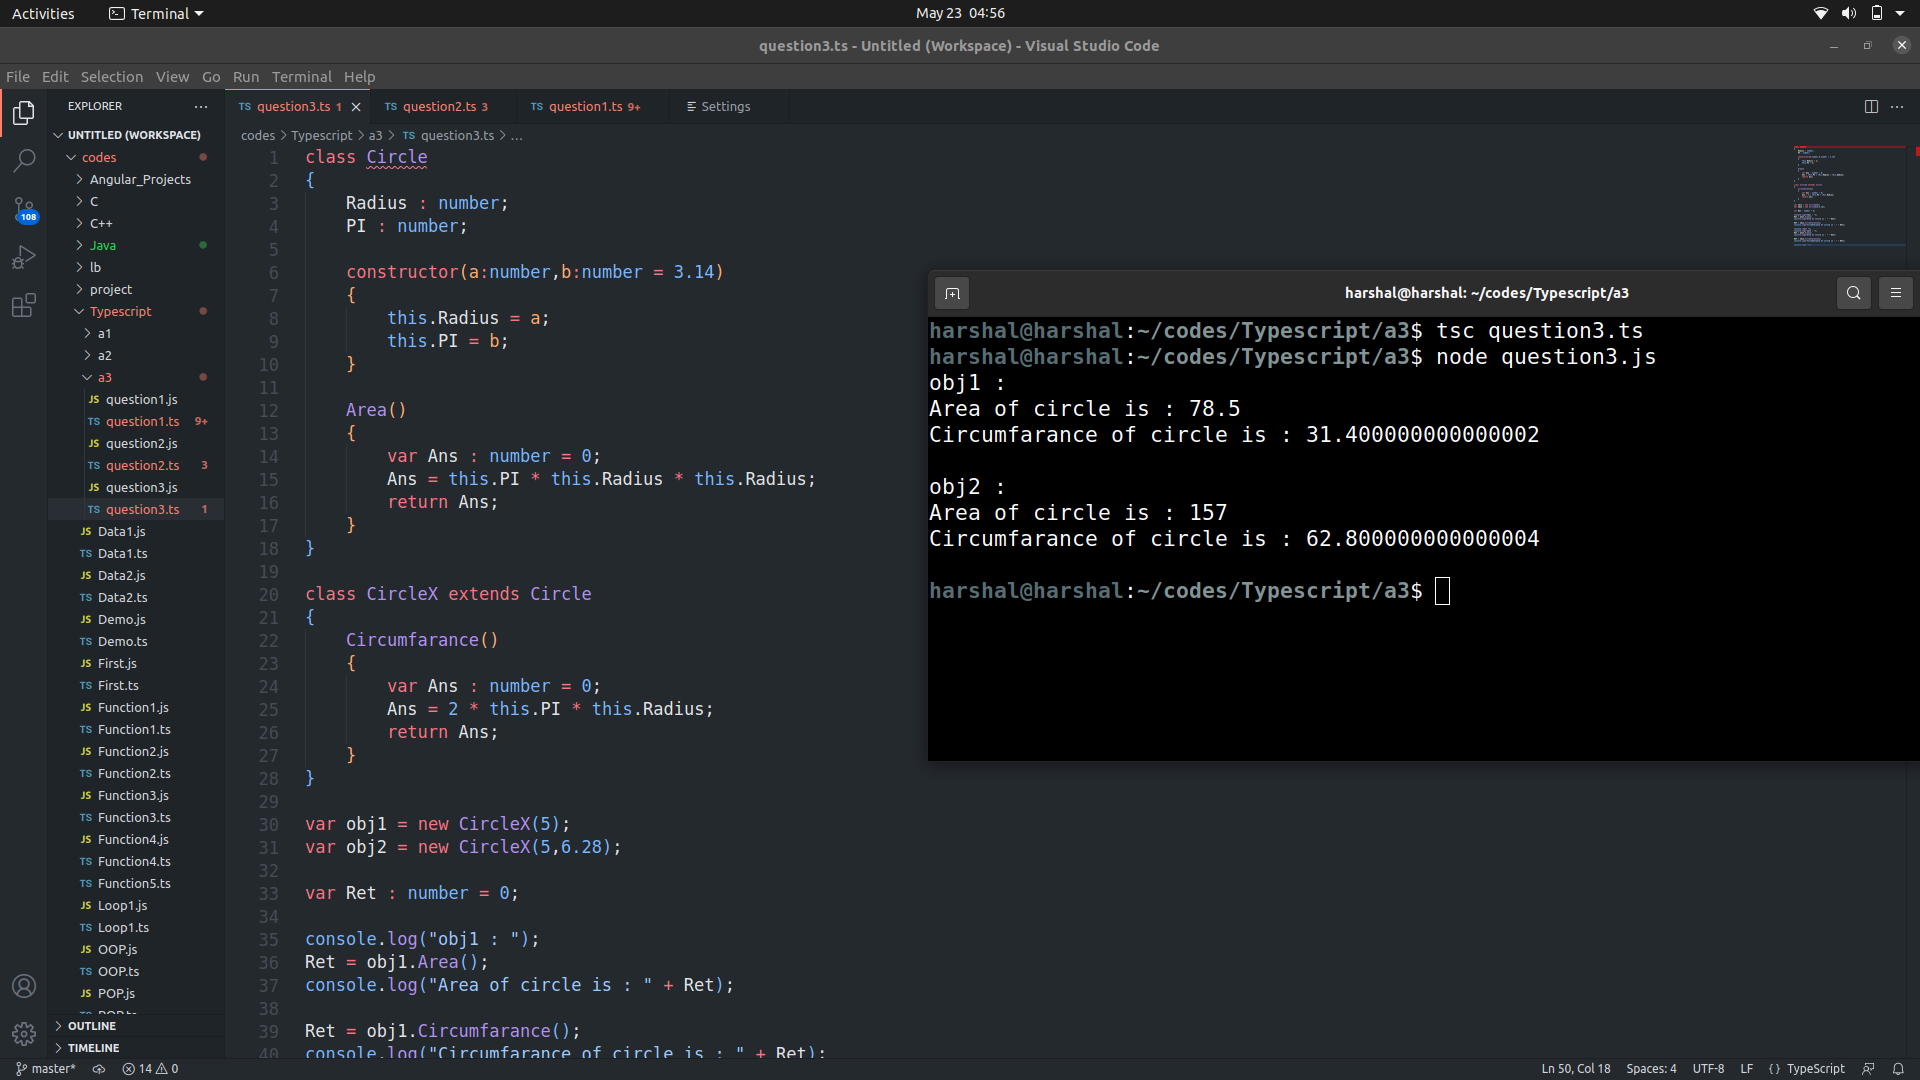 Activities
Terminal
May 23 04:56
question3.ts - Untitled (Workspace) - Visual Studio Code
File Edit Selection View Go Run Terminal Help
EXPLORER
UNTITLED (WORKSPACE)
codes
Angular_Projects
C
C++
Java
lb
project
Typescript
a1
a2
a3
JS question1.js
TS question1.ts 9+
JS question2.js
TS question2.ts 3
JS question3.js
TS question3.ts 1
JS Data1.js
TS Data1.ts
JS Data2.js
TS Data2.ts
JS Demo.js
TS Demo.ts
JS First.js
TS First.ts
JS Function1.js
TS Function1.ts
JS Function2.js
TS Function2.ts
JS Function3.js
TS Function3.ts
JS Function4.js
TS Function4.ts
TS Function5.ts
JS Loop1.js
TS Loop1.ts
JS OOP.js
TS OOP.ts
JS POP.js
OUTLINE
TIMELINE
108
TS question3.ts 1
TS question2.ts 3
TS question1.ts 9+
Settings
codes > Typescript > a3 > TS question3.ts > ...
1 class Circle
2 {
3 Radius : number;
4 PI : number;
5
6 constructor(a:number,b:number = 3.14)
7 {
8 this.Radius = a;
9 this.PI = b;
10 }
11
12 Area()
13 {
14 var Ans : number = 0;
15 Ans = this.PI * this.Radius * this.Radius;
16 return Ans;
17 }
18 }
19
20 class CircleX extends Circle
21 {
22 Circumfarance()
23 {
24 var Ans : number = 0;
25 Ans = 2 * this.PI * this.Radius;
26 return Ans;
27 }
28 }
29
30 var obj1 = new CircleX(5);
31 var obj2 = new CircleX(5,6.28);
32
33 var Ret : number = 0;
34
35 console.log("obj1 : ");
36 Ret = obj1.Area();
37 console.log("Area of circle is : " + Ret);
38
39 Ret = obj1.Circumfarance();
40 console.log("Circumfarance of circle is : " + Ret);
harshal@harshal: ~/codes/Typescript/a3
harshal@harshal:~/codes/Typescript/a3$ tsc question3.ts
harshal@harshal:~/codes/Typescript/a3$ node question3.js
obj1 :
Area of circle is : 78.5
Circumfarance of circle is : 31.400000000000002
obj2 :
Area of circle is : 157
Circumfarance of circle is : 62.800000000000004
harshal@harshal:~/codes/Typescript/a3$
master*
14 0
Ln 50, Col 18
Spaces: 4
UTF-8
LF
{ } TypeScript